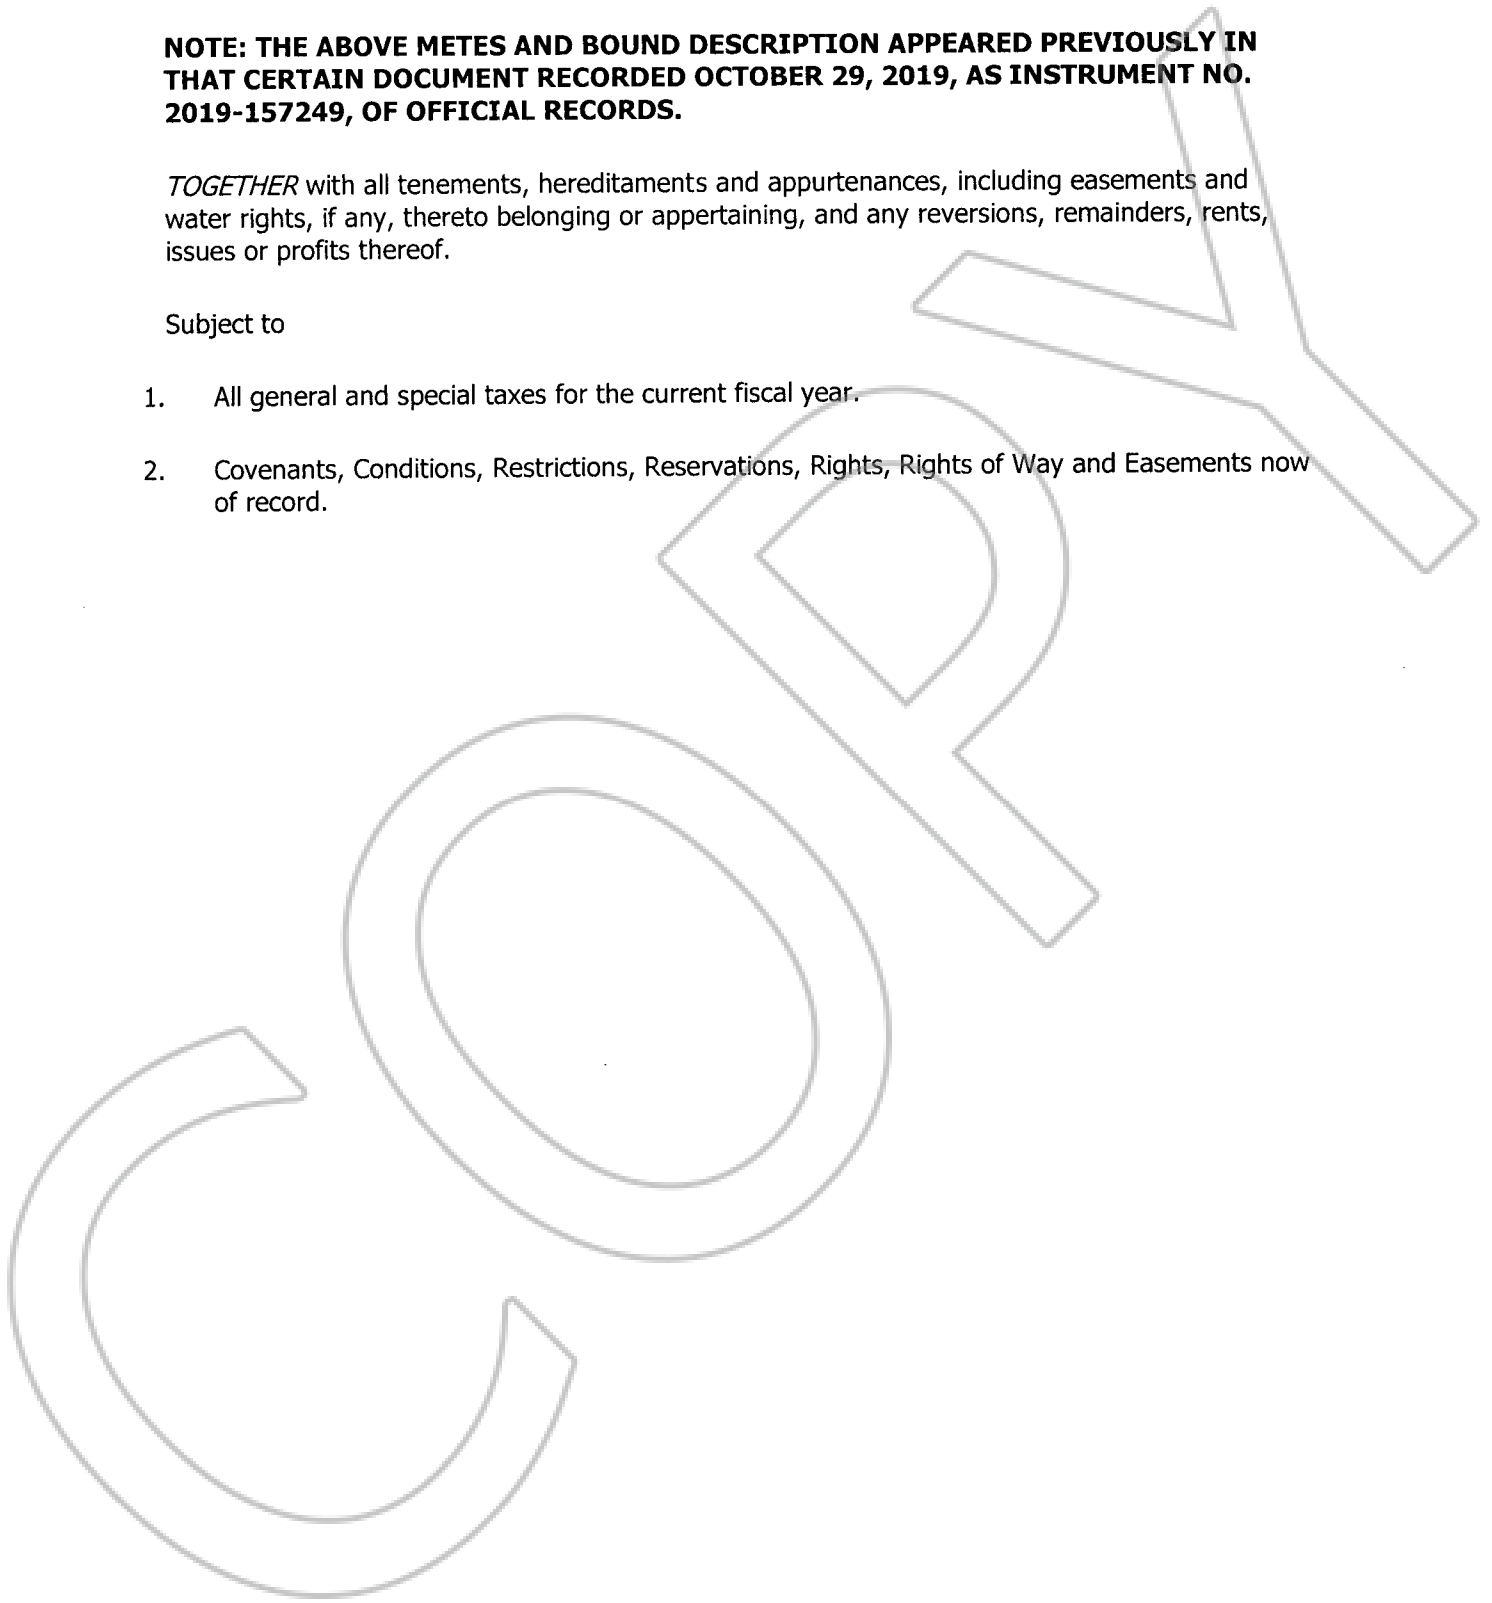 NOTE: THE ABOVE METES AND BOUND DESCRIPTION APPEARED PREVIOUSLY IN
THAT CERTAIN DOCUMENT RECORDED OCTOBER 29, 2019, AS INSTRUMENT NO.
2019-157249, OF OFFICIAL RECORDS.
TOGETHER with all tenements, hereditaments and appurtenances, including easements and
water rights, if any, thereto belonging or appertaining, and any reversions, remainders, rents,
issues or profits thereof.
Subject to
1. All general and special taxes for the current fiscal year.
2. Covenants, Conditions, Restrictions, Reservations, Rights, Rights of Way and Easements now
of record.
COPY